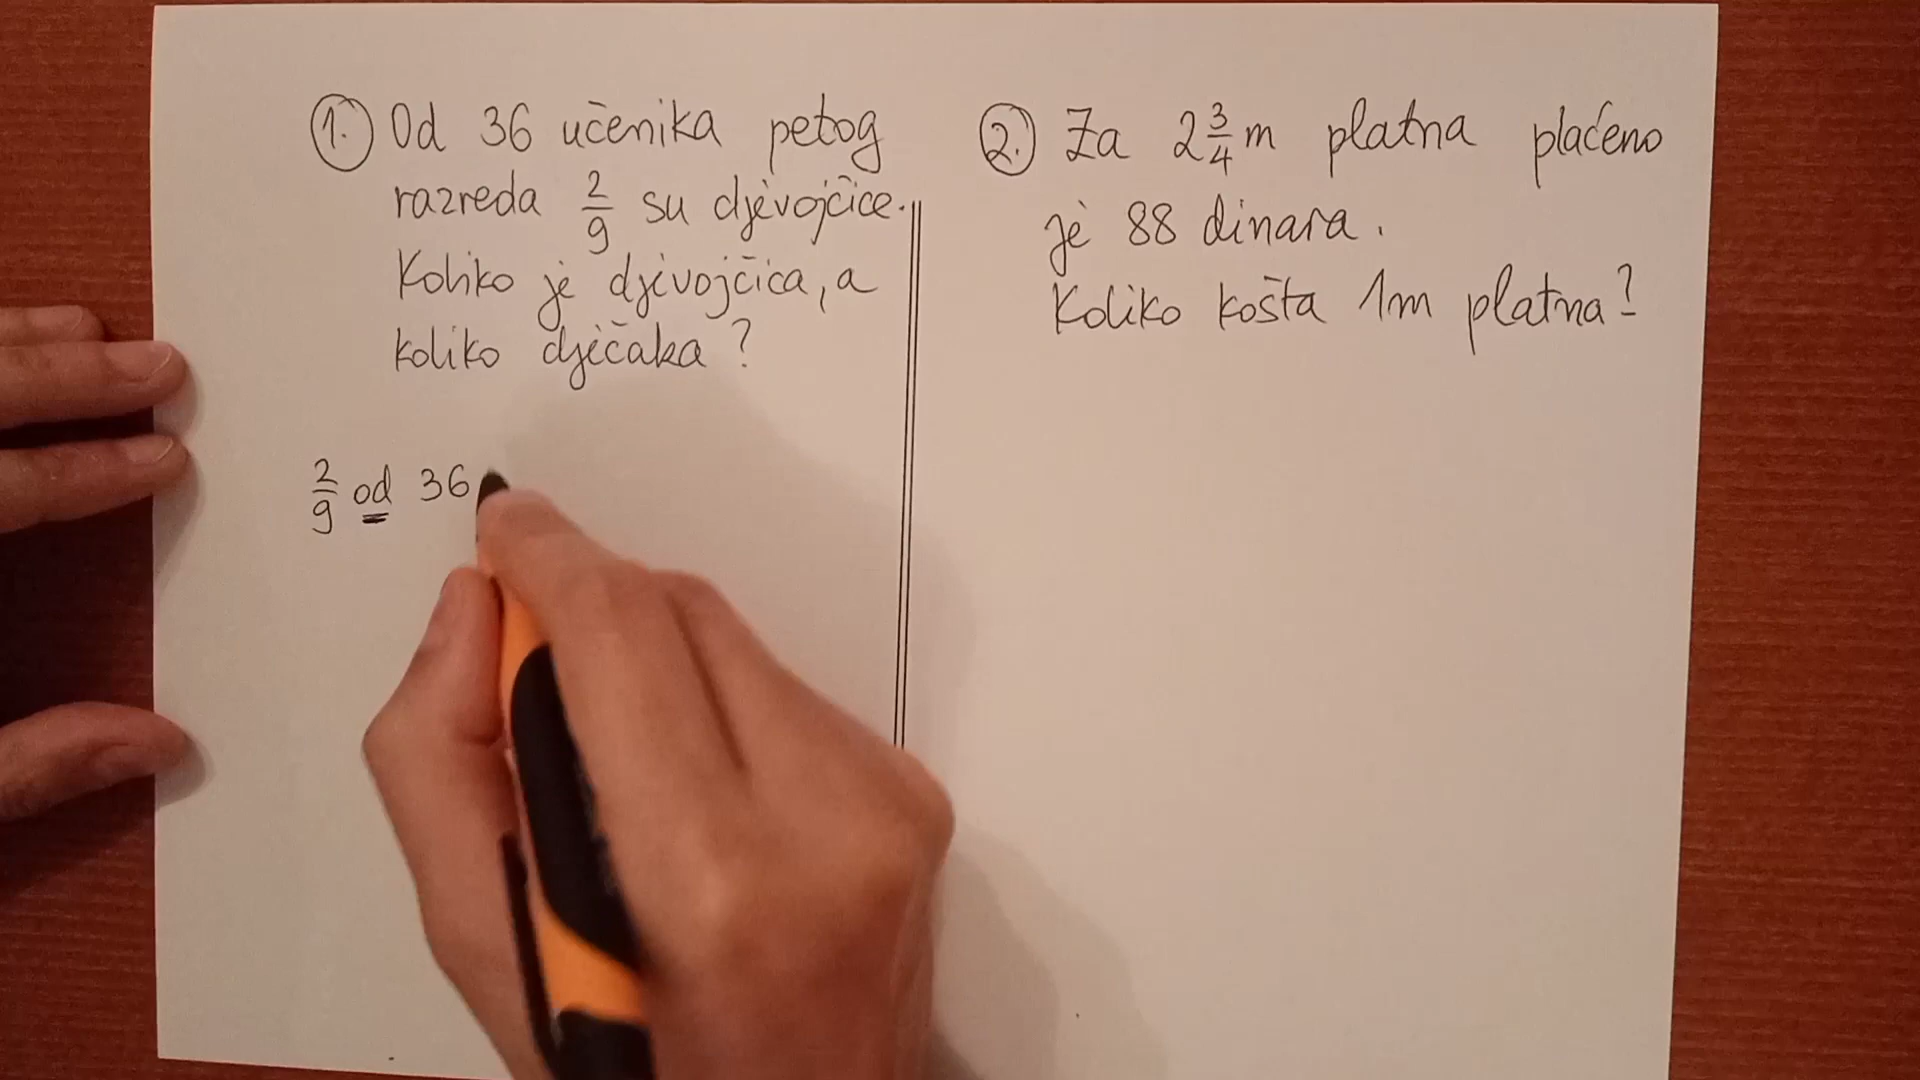 1. Od 36 učenika petog
razreda 2/9 su djevojčice.
Koliko je djevojčica, a
koliko dječaka?
2/9 od 36
2. Za 2 3/4 m platna plaćeno
je 88 dinara.
Koliko košta 1m platna?